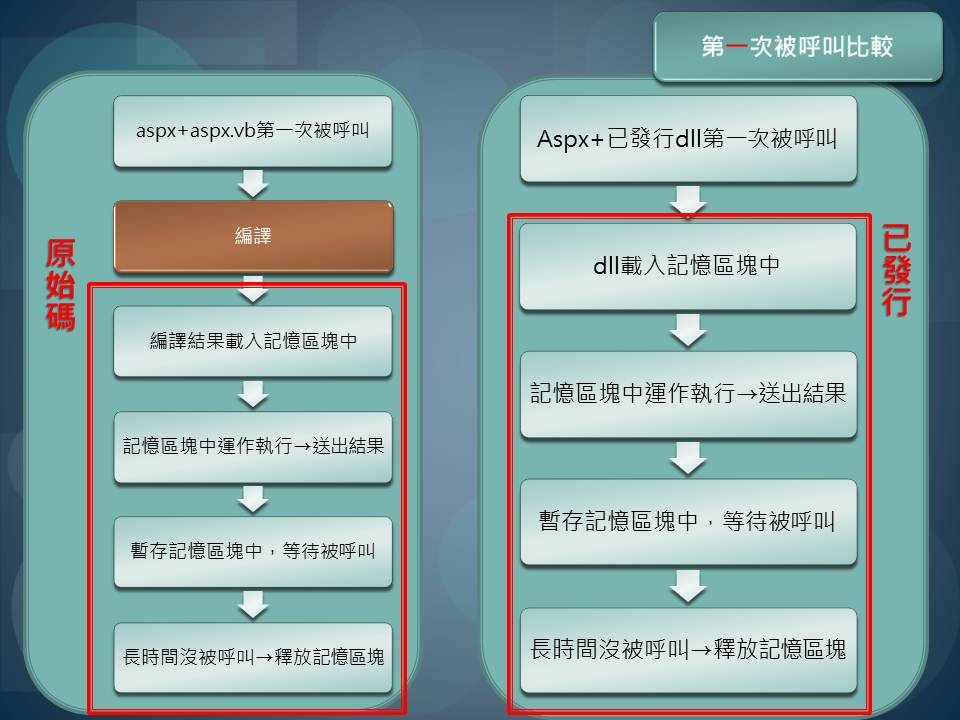 第一次被呼叫比較
原始碼
aspx+aspx.vb第一次被呼叫
編譯
編譯結果載入記憶區塊中
記憶區塊中運作執行→送出結果
暫存記憶區塊中，等待被呼叫
長時間沒被呼叫→釋放記憶區塊
已發行
Aspx+已發行dll第一次被呼叫
dll載入記憶區塊中
記憶區塊中運作執行→送出結果
暫存記憶區塊中，等待被呼叫
長時間沒被呼叫→釋放記憶區塊